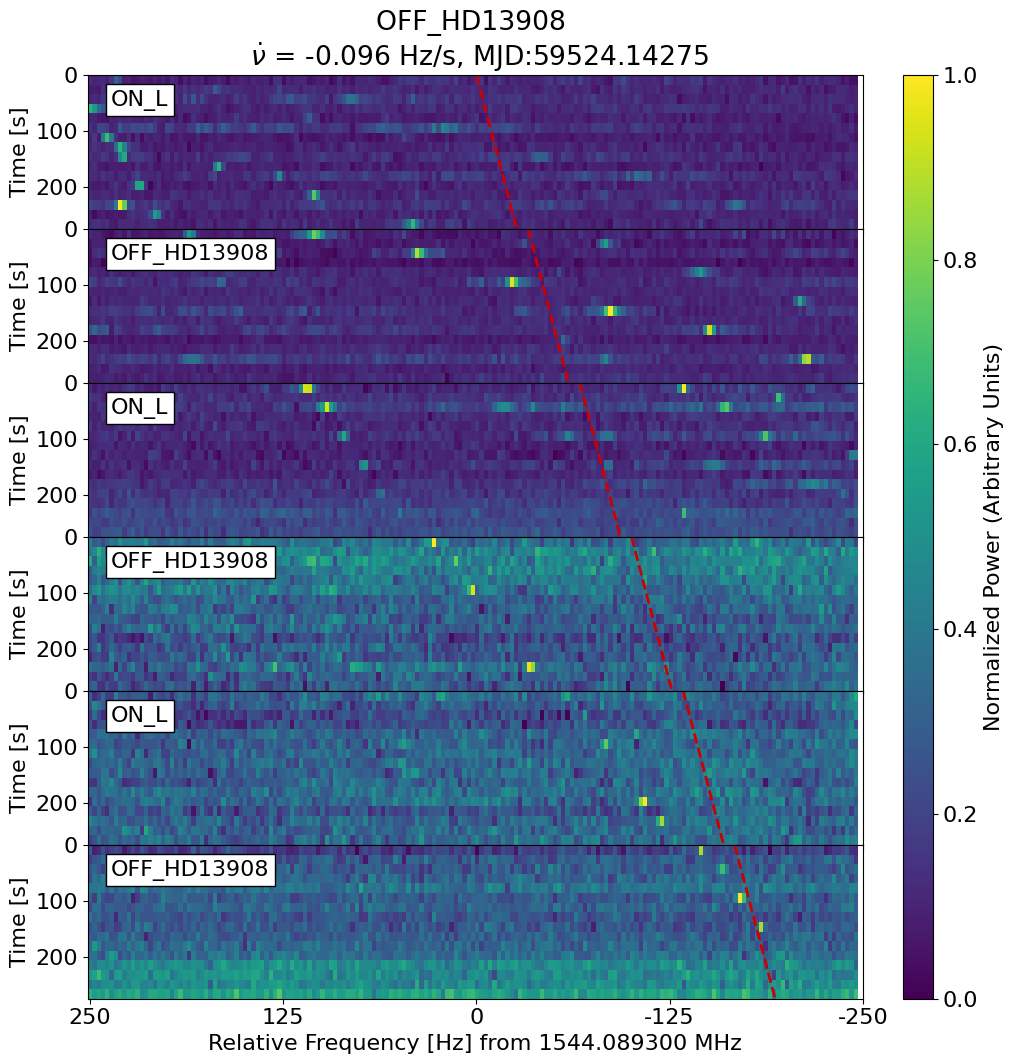 OFF_HD13908
ν̇ = -0.096 Hz/s, MJD:59524.14275
ON_L
OFF_HD13908
ON_L
OFF_HD13908
ON_L
OFF_HD13908
Time [s]
0
100
200
Time [s]
0
100
200
Time [s]
0
100
200
Time [s]
0
100
200
Time [s]
0
100
200
Time [s]
0
100
200
250 125 0 -125 -250
Relative Frequency [Hz] from 1544.089300 MHz
1.0
0.8
0.6
0.4
0.2
0.0
Normalized Power (Arbitrary Units)